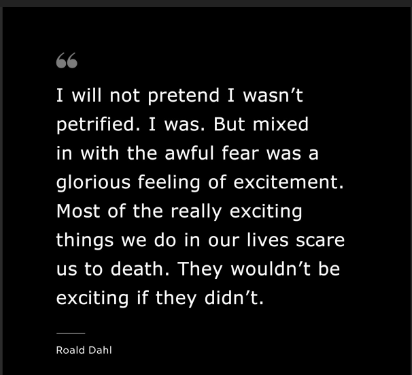 ❝
I will not pretend I wasn’t
petrified. I was. But mixed
in with the awful fear was a
glorious feeling of excitement.
Most of the really exciting
things we do in our lives scare
us to death. They wouldn’t be
exciting if they didn’t.
Roald Dahl